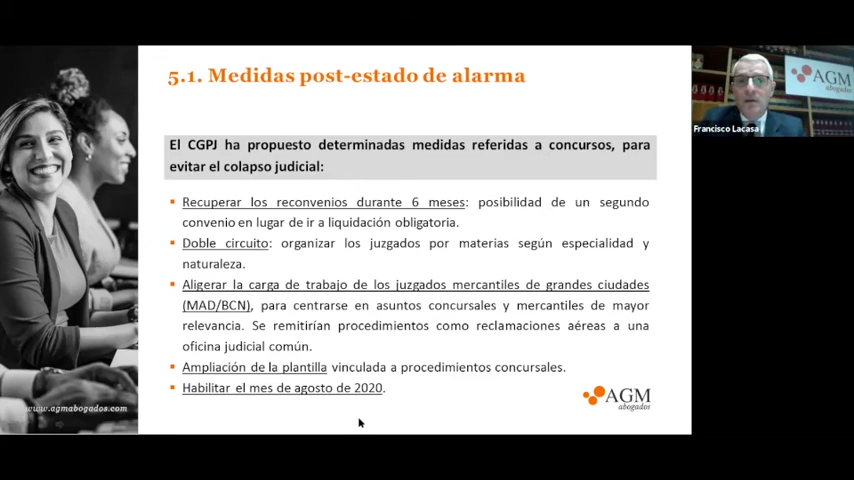 5.1. Medidas post-estado de alarma
AGM
abogados
Francisco Lacasa
El CGPJ ha propuesto determinadas medidas referidas a concursos, para
evitar el colapso judicial:
Recuperar los reconvenios durante 6 meses: posibilidad de un segundo
convenio en lugar de ir a liquidación obligatoria.
Doble circuito: organizar los juzgados por materias según especialidad y
naturaleza.
Aligerar la carga de trabajo de los juzgados mercantiles de grandes ciudades
(MAD/BCN), para centrarse en asuntos concursales y mercantiles de mayor
relevancia. Se remitirían procedimientos como reclamaciones aéreas a una
oficina judicial común.
Ampliación de la plantilla vinculada a procedimientos concursales.
Habilitar el mes de agosto de 2020.
AGM
abogados
www.agmabogados.com